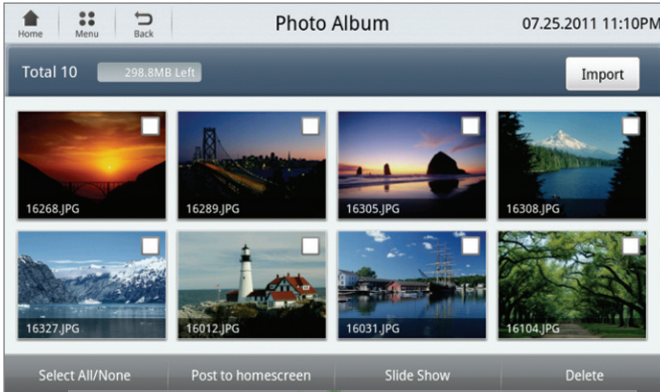 Photo Album
07.25.2011 11:10PM
Home
Menu
Back
Total 10
298.8MB Left
Import
16268.JPG
16289.JPG
16305.JPG
16308.JPG
16327.JPG
16012.JPG
16031.JPG
16104.JPG
Select All/None
Post to homescreen
Slide Show
Delete